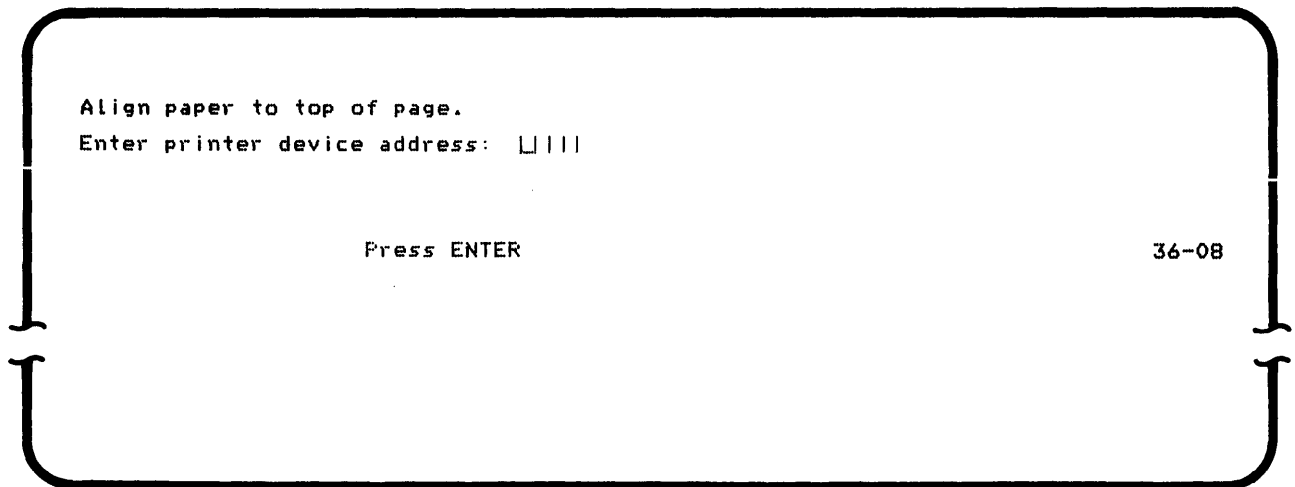 Align paper to top of page.
Enter printer device address:
Press ENTER 36-08